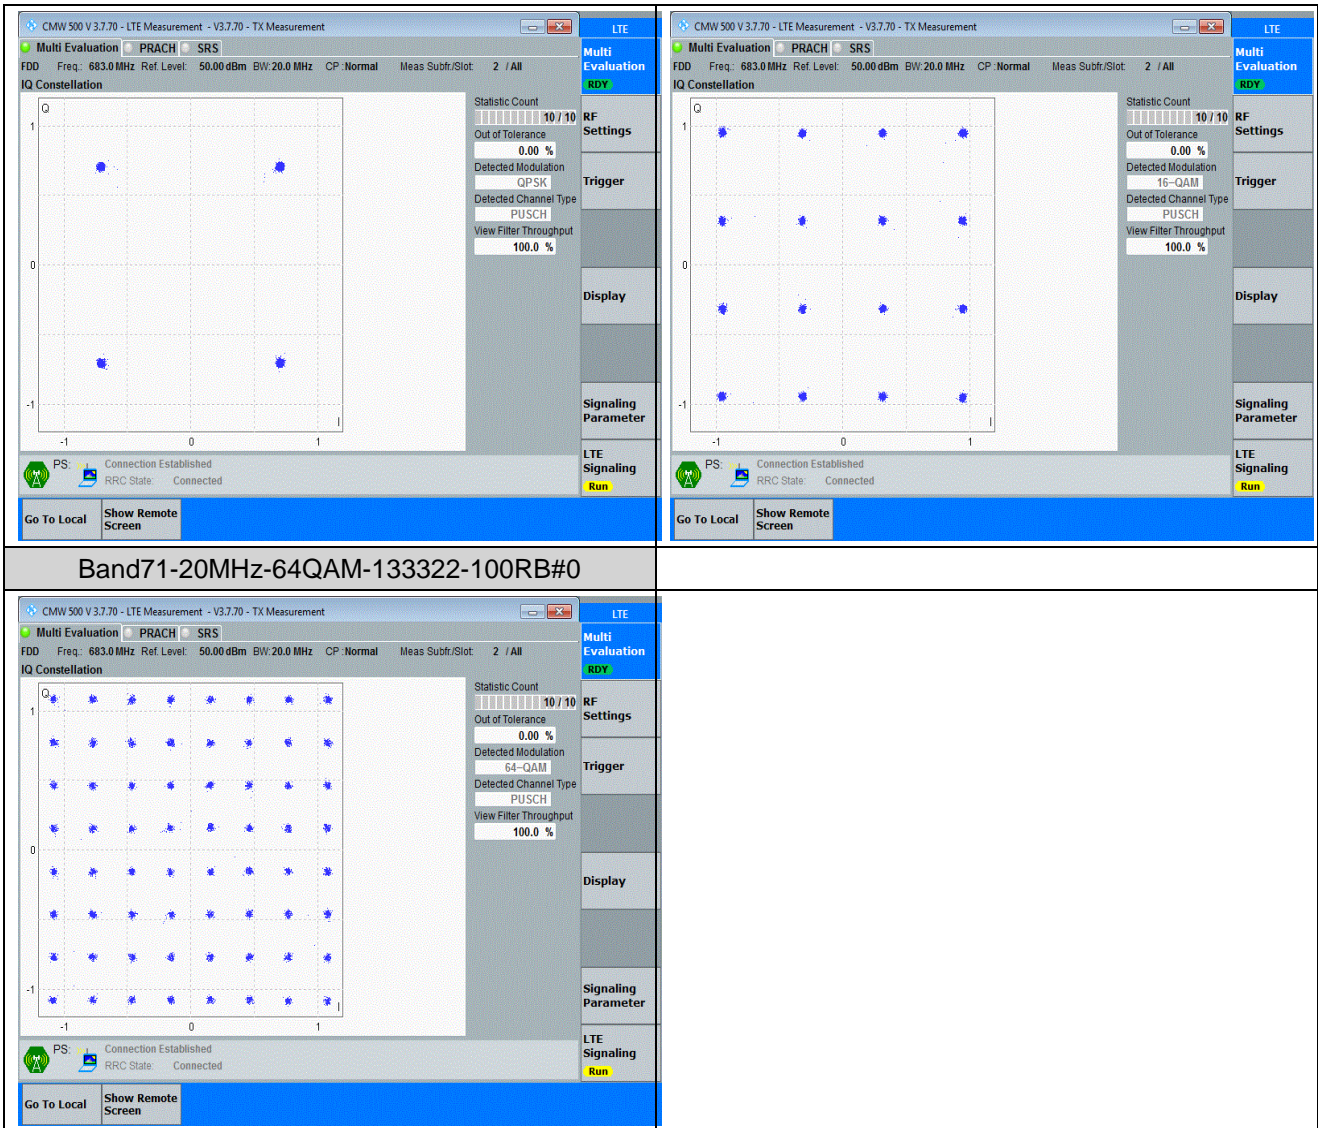 CMW 500 V 3.7.70 - LTE Measurement - V3.7.70 - TX Measurement
LTE
Multi Evaluation PRACH SRS
FDD Freq.: 683.0 MHz Ref. Level: 50.00 dBm BW: 20.0 MHz CP : Normal Meas Subfr./Slot: 2 / All
IQ Constellation
Q
1
0
-1
-1 0 1
I
Statistic Count
10 / 10
Out of Tolerance
0.00 %
Detected Modulation
QPSK
Detected Channel Type
PUSCH
View Filter Throughput
100.0 %
Multi
Evaluation
RDY
RF
Settings
Trigger
Display
Signaling
Parameter
LTE
Signaling
Run
PS: Connection Established
RRC State: Connected
Go To Local
Show Remote
Screen
CMW 500 V 3.7.70 - LTE Measurement - V3.7.70 - TX Measurement
LTE
Multi Evaluation PRACH SRS
FDD Freq.: 683.0 MHz Ref. Level: 50.00 dBm BW: 20.0 MHz CP : Normal Meas Subfr./Slot: 2 / All
IQ Constellation
Q
1
0
-1
-1 0 1
I
Statistic Count
10 / 10
Out of Tolerance
0.00 %
Detected Modulation
16-QAM
Detected Channel Type
PUSCH
View Filter Throughput
100.0 %
Multi
Evaluation
RDY
RF
Settings
Trigger
Display
Signaling
Parameter
LTE
Signaling
Run
PS: Connection Established
RRC State: Connected
Go To Local
Show Remote
Screen
Band71-20MHz-64QAM-133322-100RB#0
CMW 500 V 3.7.70 - LTE Measurement - V3.7.70 - TX Measurement
LTE
Multi Evaluation PRACH SRS
FDD Freq.: 683.0 MHz Ref. Level: 50.00 dBm BW: 20.0 MHz CP : Normal Meas Subfr./Slot: 2 / All
IQ Constellation
Q
1
0
-1
-1 0 1
I
Statistic Count
10 / 10
Out of Tolerance
0.00 %
Detected Modulation
64-QAM
Detected Channel Type
PUSCH
View Filter Throughput
100.0 %
Multi
Evaluation
RDY
RF
Settings
Trigger
Display
Signaling
Parameter
LTE
Signaling
Run
PS: Connection Established
RRC State: Connected
Go To Local
Show Remote
Screen